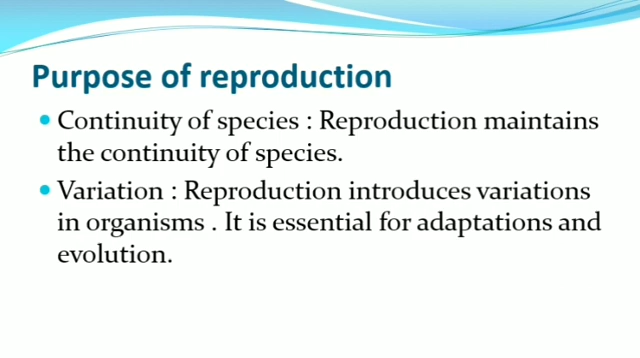 Purpose of reproduction
Continuity of species : Reproduction maintains
the continuity of species.
Variation : Reproduction introduces variations
in organisms . It is essential for adaptations and
evolution.